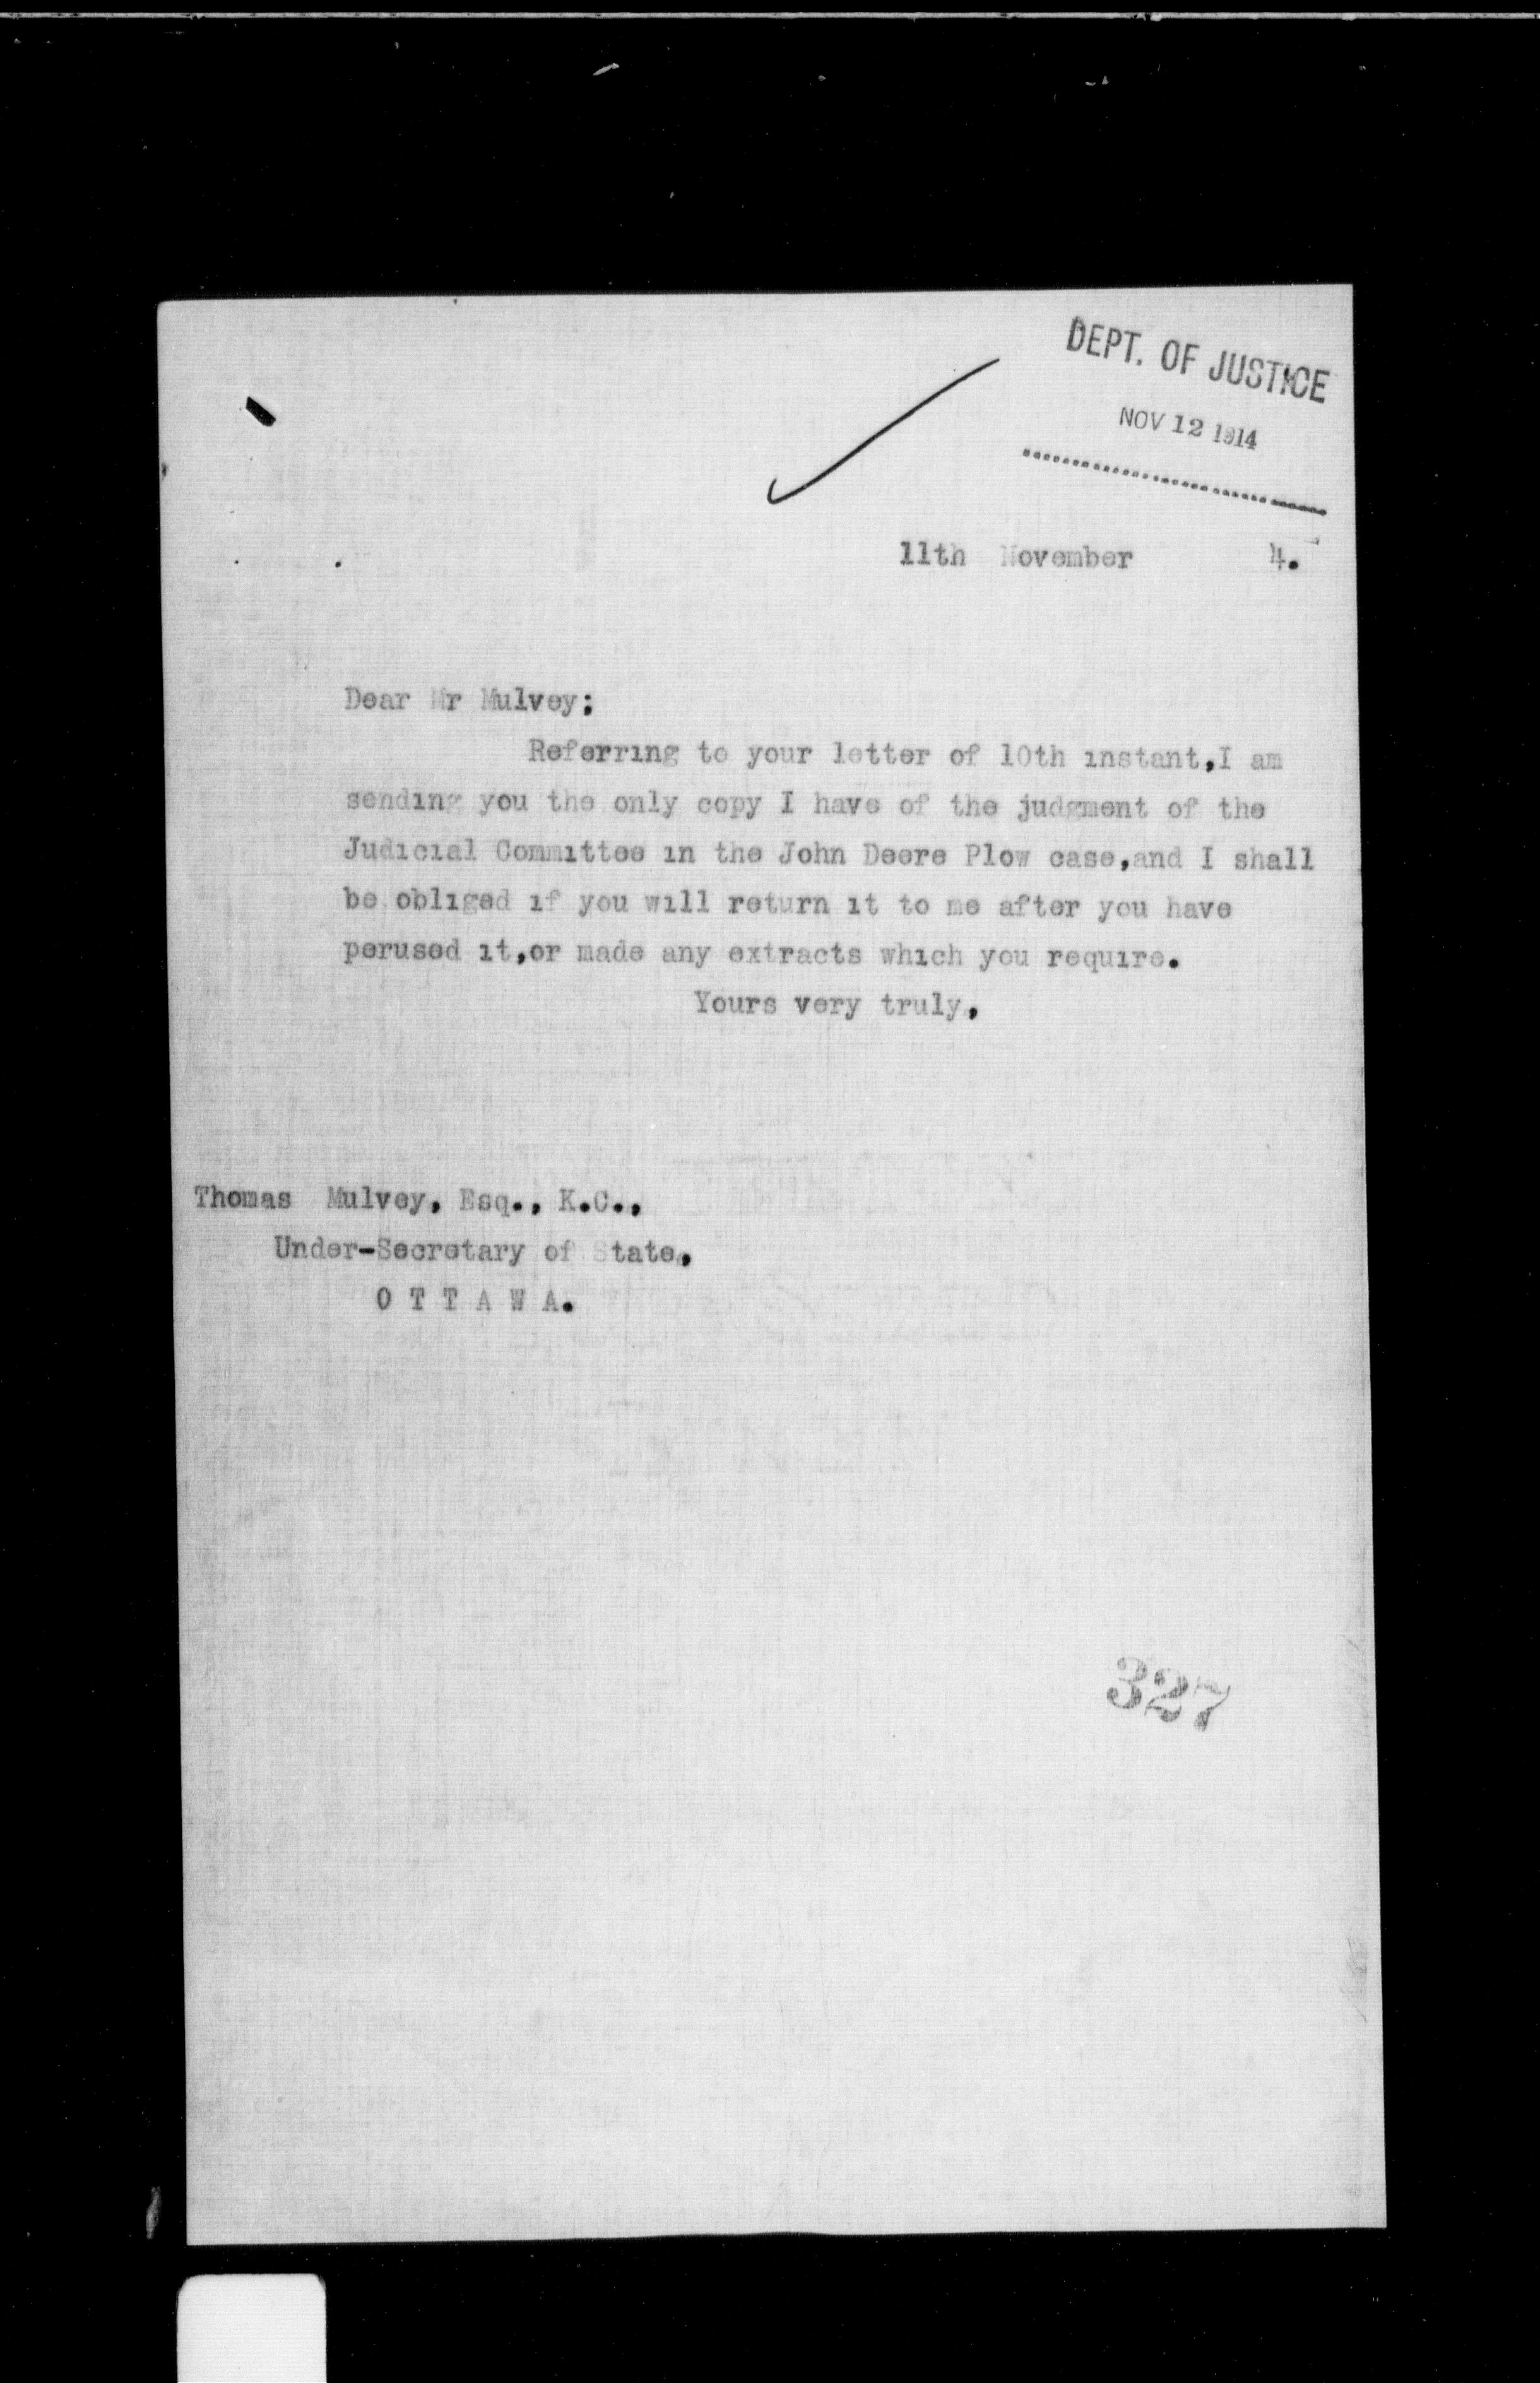 DEPT. OF JUSTICE
NOV 12 1914
11th November 4.
Dear Mr Mulvey;
Referring to your letter of 10th instant,I am
sending you the only copy I have of the judgment of the
Judicial Committee in the John Deere Plow case,and I shall
be obliged if you will return it to me after you have
perused it,or made any extracts which you require.
Yours very truly,
Thomas Mulvey, Esq., K.C.,
Under-Secretary of State,
O T T A W A.
327